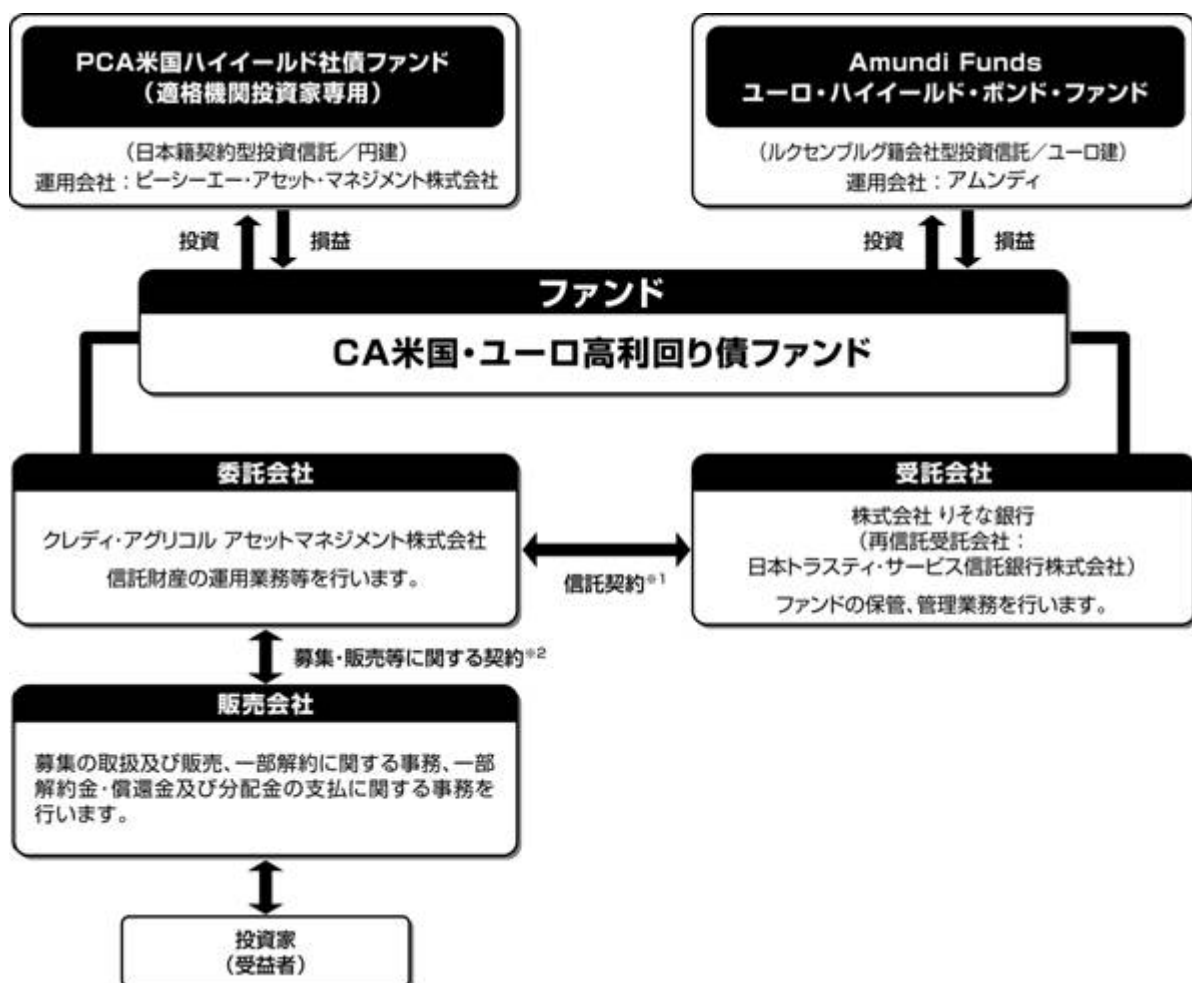 PCA米国ハイイールド社債ファンド
(適格機関投資家専用)
(日本籍契約型投資信託/円建)
運用会社:ピーシーエー・アセット・マネジメント株式会社
Amundi Funds
ユーロ・ハイイールド・ボンド・ファンド
(ルクセンブルグ籍会社型投資信託/ユーロ建)
運用会社:アムンディ
投資
損益
投資
損益
ファンド
CA米国・ユーロ高利回り債ファンド
委託会社
クレディ・アグリコル アセットマネジメント株式会社
信託財産の運用業務等を行います。
信託契約※1
受託会社
株式会社 りそな銀行
(再信託受託会社:
日本トラスティ・サービス信託銀行株式会社)
ファンドの保管、管理業務を行います。
募集・販売等に関する契約※2
販売会社
募集の取扱及び販売、一部解約に関する事務、一部
解約金・償還金及び分配金の支払に関する事務を
行います。
投資家
(受益者)